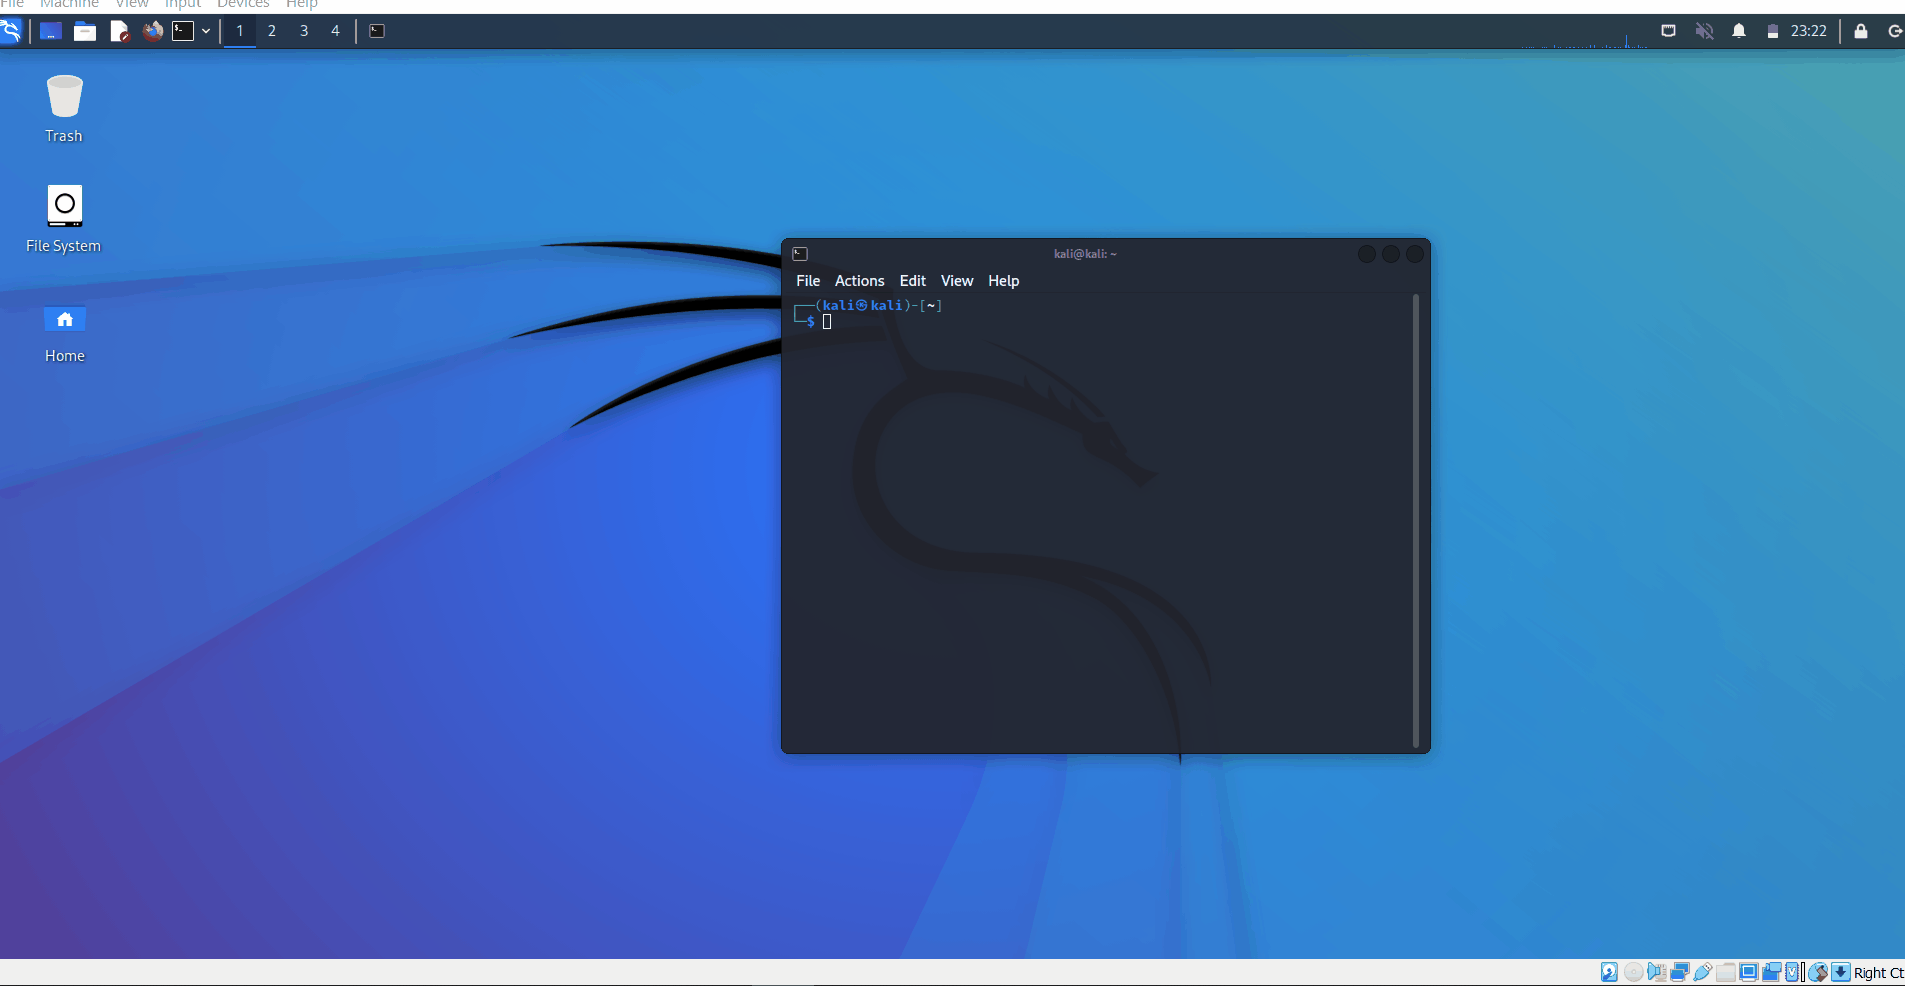 File Machine View Input Devices Help
1 2 3 4 23:22
Trash
File System
Home
kali@kali: ~
File Actions Edit View Help
┌──(kali㉿kali)-[~]
└─$
Right Ct